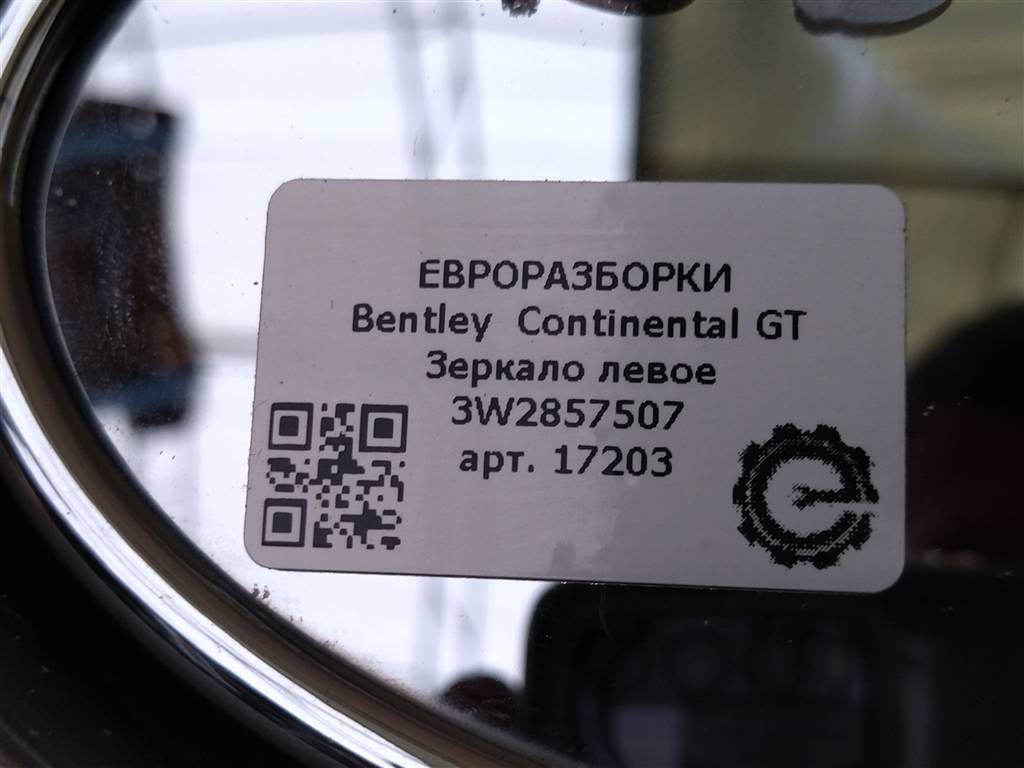 ЕВРОРАЗБОРКИ
Bentley Continental GT
Зеркало левое
3W2857507
арт. 17203